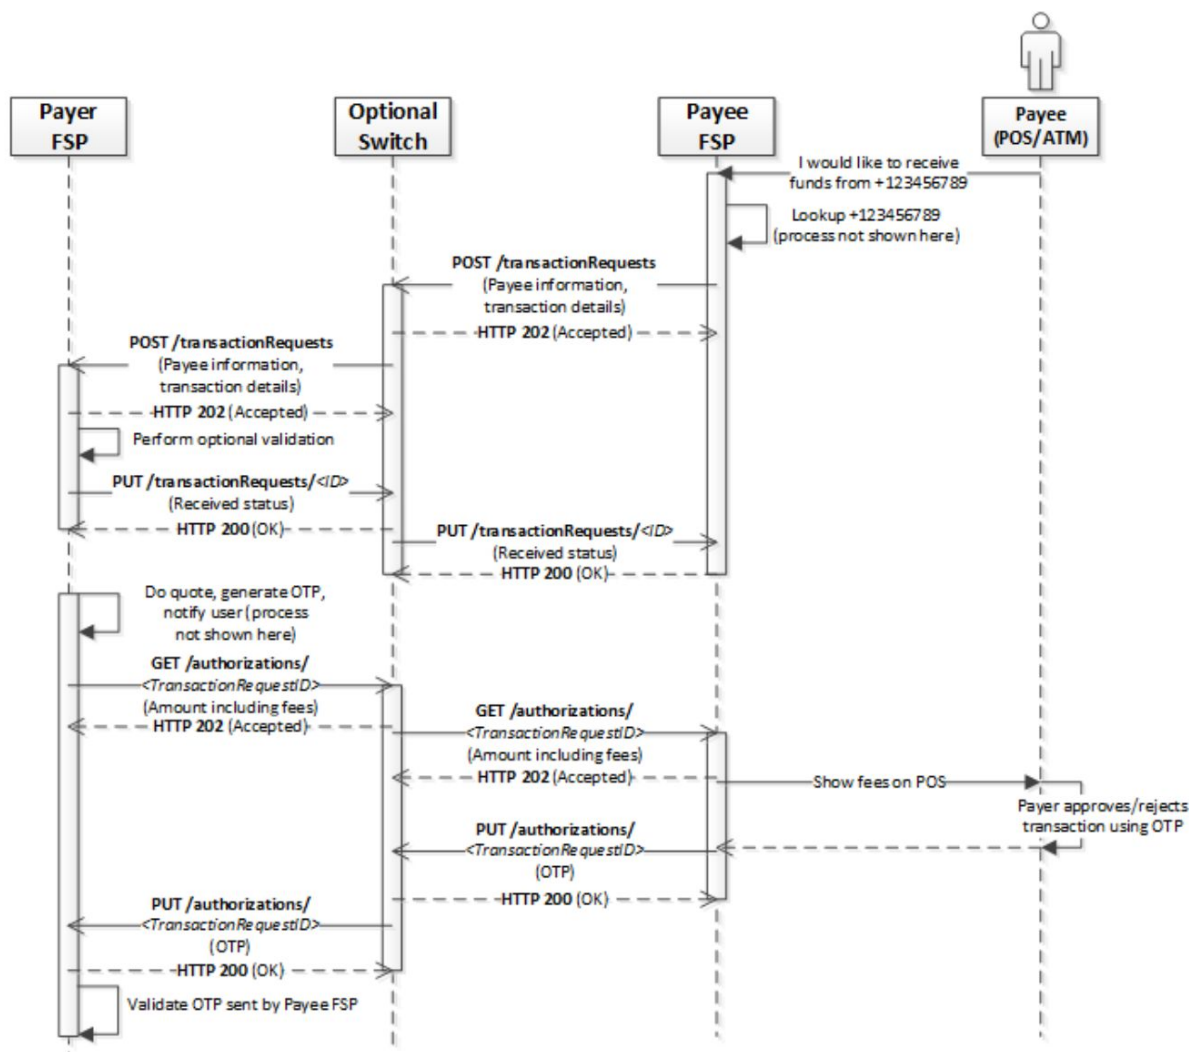 Payer
FSP
Optional
Switch
Payee
FSP
Payee
(POS/ATM)
I would like to receive
funds from +123456789
Lookup +123456789
(process not shown here)
POST /transactionRequests
(Payee information,
transaction details)
HTTP 202 (Accepted)
POST /transactionRequests
(Payee information,
transaction details)
HTTP 202 (Accepted)
Perform optional validation
PUT /transactionRequests/<ID>
(Received status)
HTTP 200 (OK)
PUT /transactionRequests/<ID>
(Received status)
HTTP 200 (OK)
Do quote, generate OTP,
notify user (process
not shown here)
GET /authorizations/
<TransactionRequestID>
(Amount including fees)
HTTP 202 (Accepted)
GET /authorizations/
<TransactionRequestID>
(Amount including fees)
HTTP 202 (Accepted)
Show fees on POS
Payer approves/rejects
transaction using OTP
PUT /authorizations/
<TransactionRequestID>
(OTP)
HTTP 200 (OK)
PUT /authorizations/
<TransactionRequestID>
(OTP)
HTTP 200 (OK)
Validate OTP sent by Payee FSP